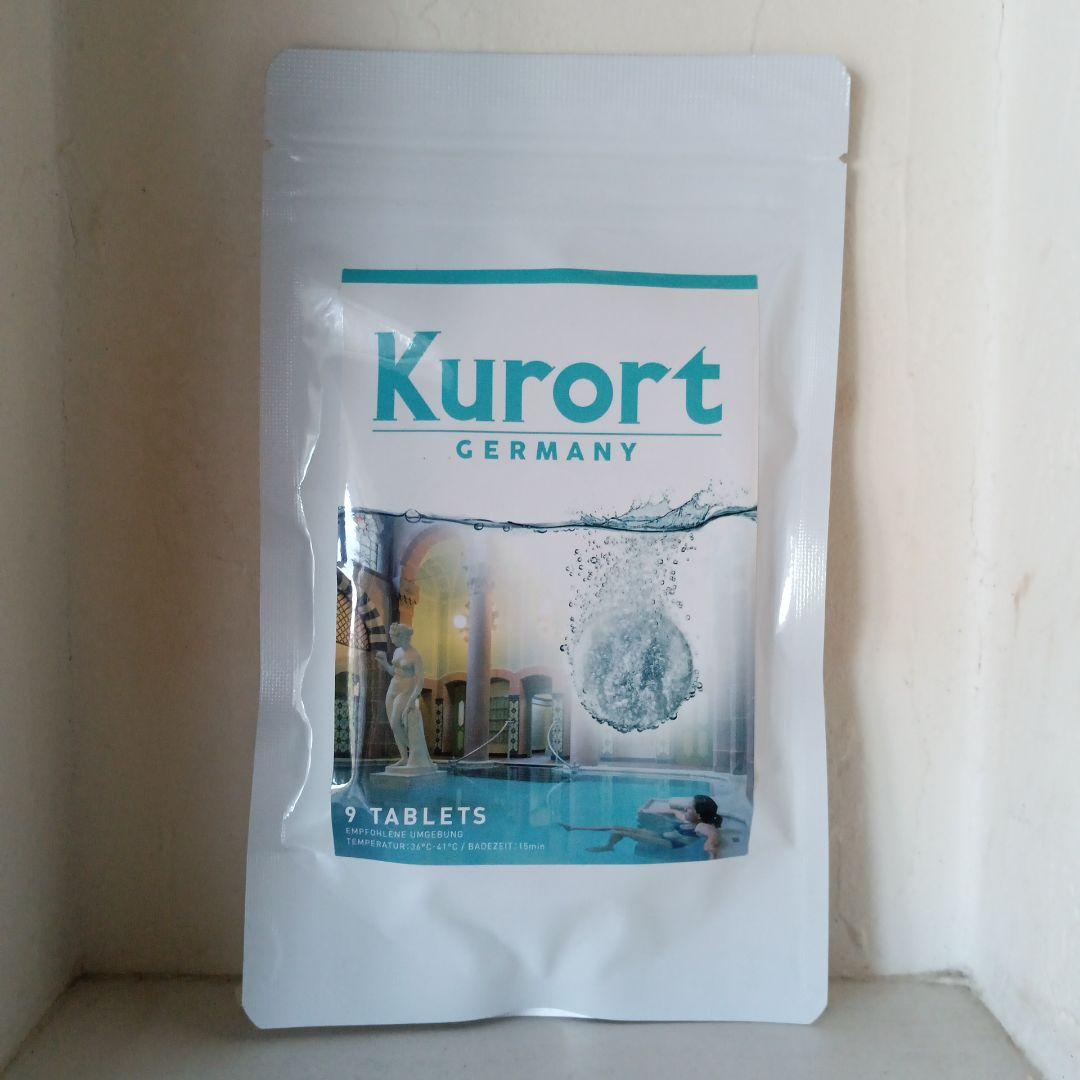 Kurort
GERMANY
9 TABLETS
EMPFOHLENE UMGEBUNG
TEMPERATUR:36°C-41°C / BADEZEIT:15min